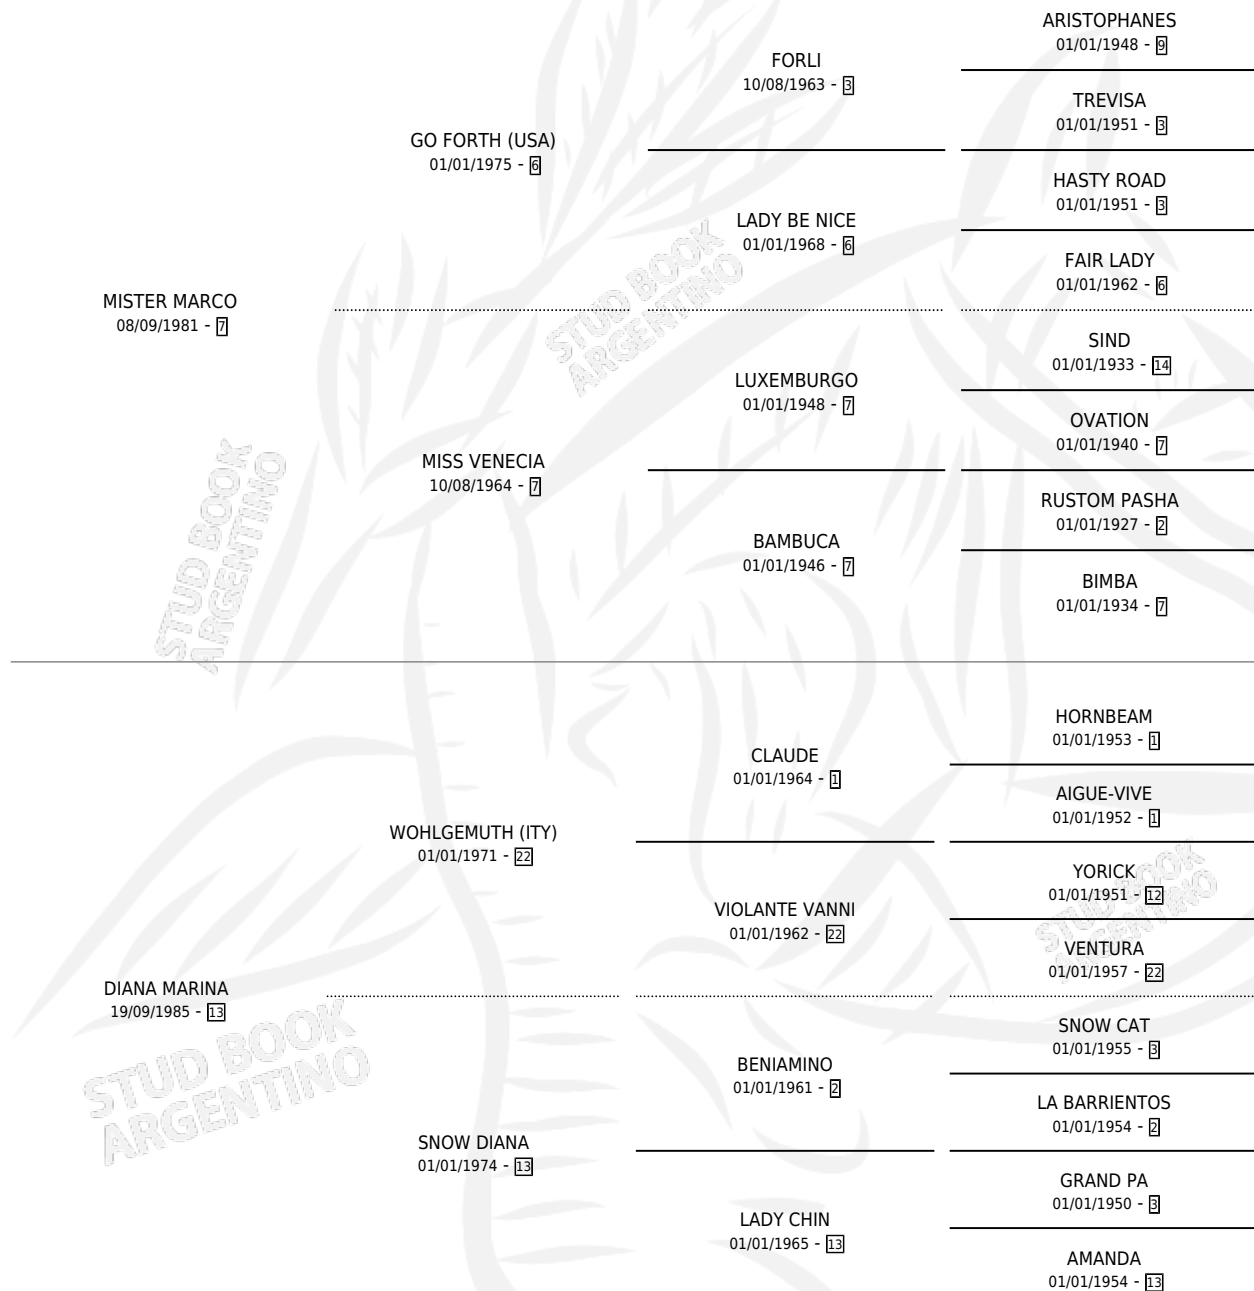 ARISTOPHANES
01/01/1948 - 9
FORLI
10/08/1963 - 3
TREVISA
01/01/1951 - 3
GO FORTH (USA)
01/01/1975 - 6
HASTY ROAD
01/01/1951 - 3
LADY BE NICE
01/01/1968 - 6
FAIR LADY
01/01/1962 - 6
MISTER MARCO
08/09/1981 - 7
SIND
01/01/1933 - 14
LUXEMBURGO
01/01/1948 - 7
OVATION
01/01/1940 - 7
MISS VENECIA
10/08/1964 - 7
RUSTOM PASHA
01/01/1927 - 2
BAMBUCA
01/01/1946 - 7
BIMBA
01/01/1934 - 7
STUD BOOK
ARGENTINO
STUD BOOK
ARGENTINO
HORNBEAM
01/01/1953 - 1
CLAUDE
01/01/1964 - 1
AIGUE-VIVE
01/01/1952 - 1
WOHLGEMUTH (ITY)
01/01/1971 - 22
YORICK
01/01/1951 - 12
VIOLANTE VANNI
01/01/1962 - 22
VENTURA
01/01/1957 - 22
DIANA MARINA
19/09/1985 - 13
SNOW CAT
01/01/1955 - 3
BENIAMINO
01/01/1961 - 2
LA BARRIENTOS
01/01/1954 - 2
SNOW DIANA
01/01/1974 - 13
GRAND PA
01/01/1950 - 3
LADY CHIN
01/01/1965 - 13
AMANDA
01/01/1954 - 13
STUD BOOK
ARGENTINO
STUD BOOK
ARGENTINO